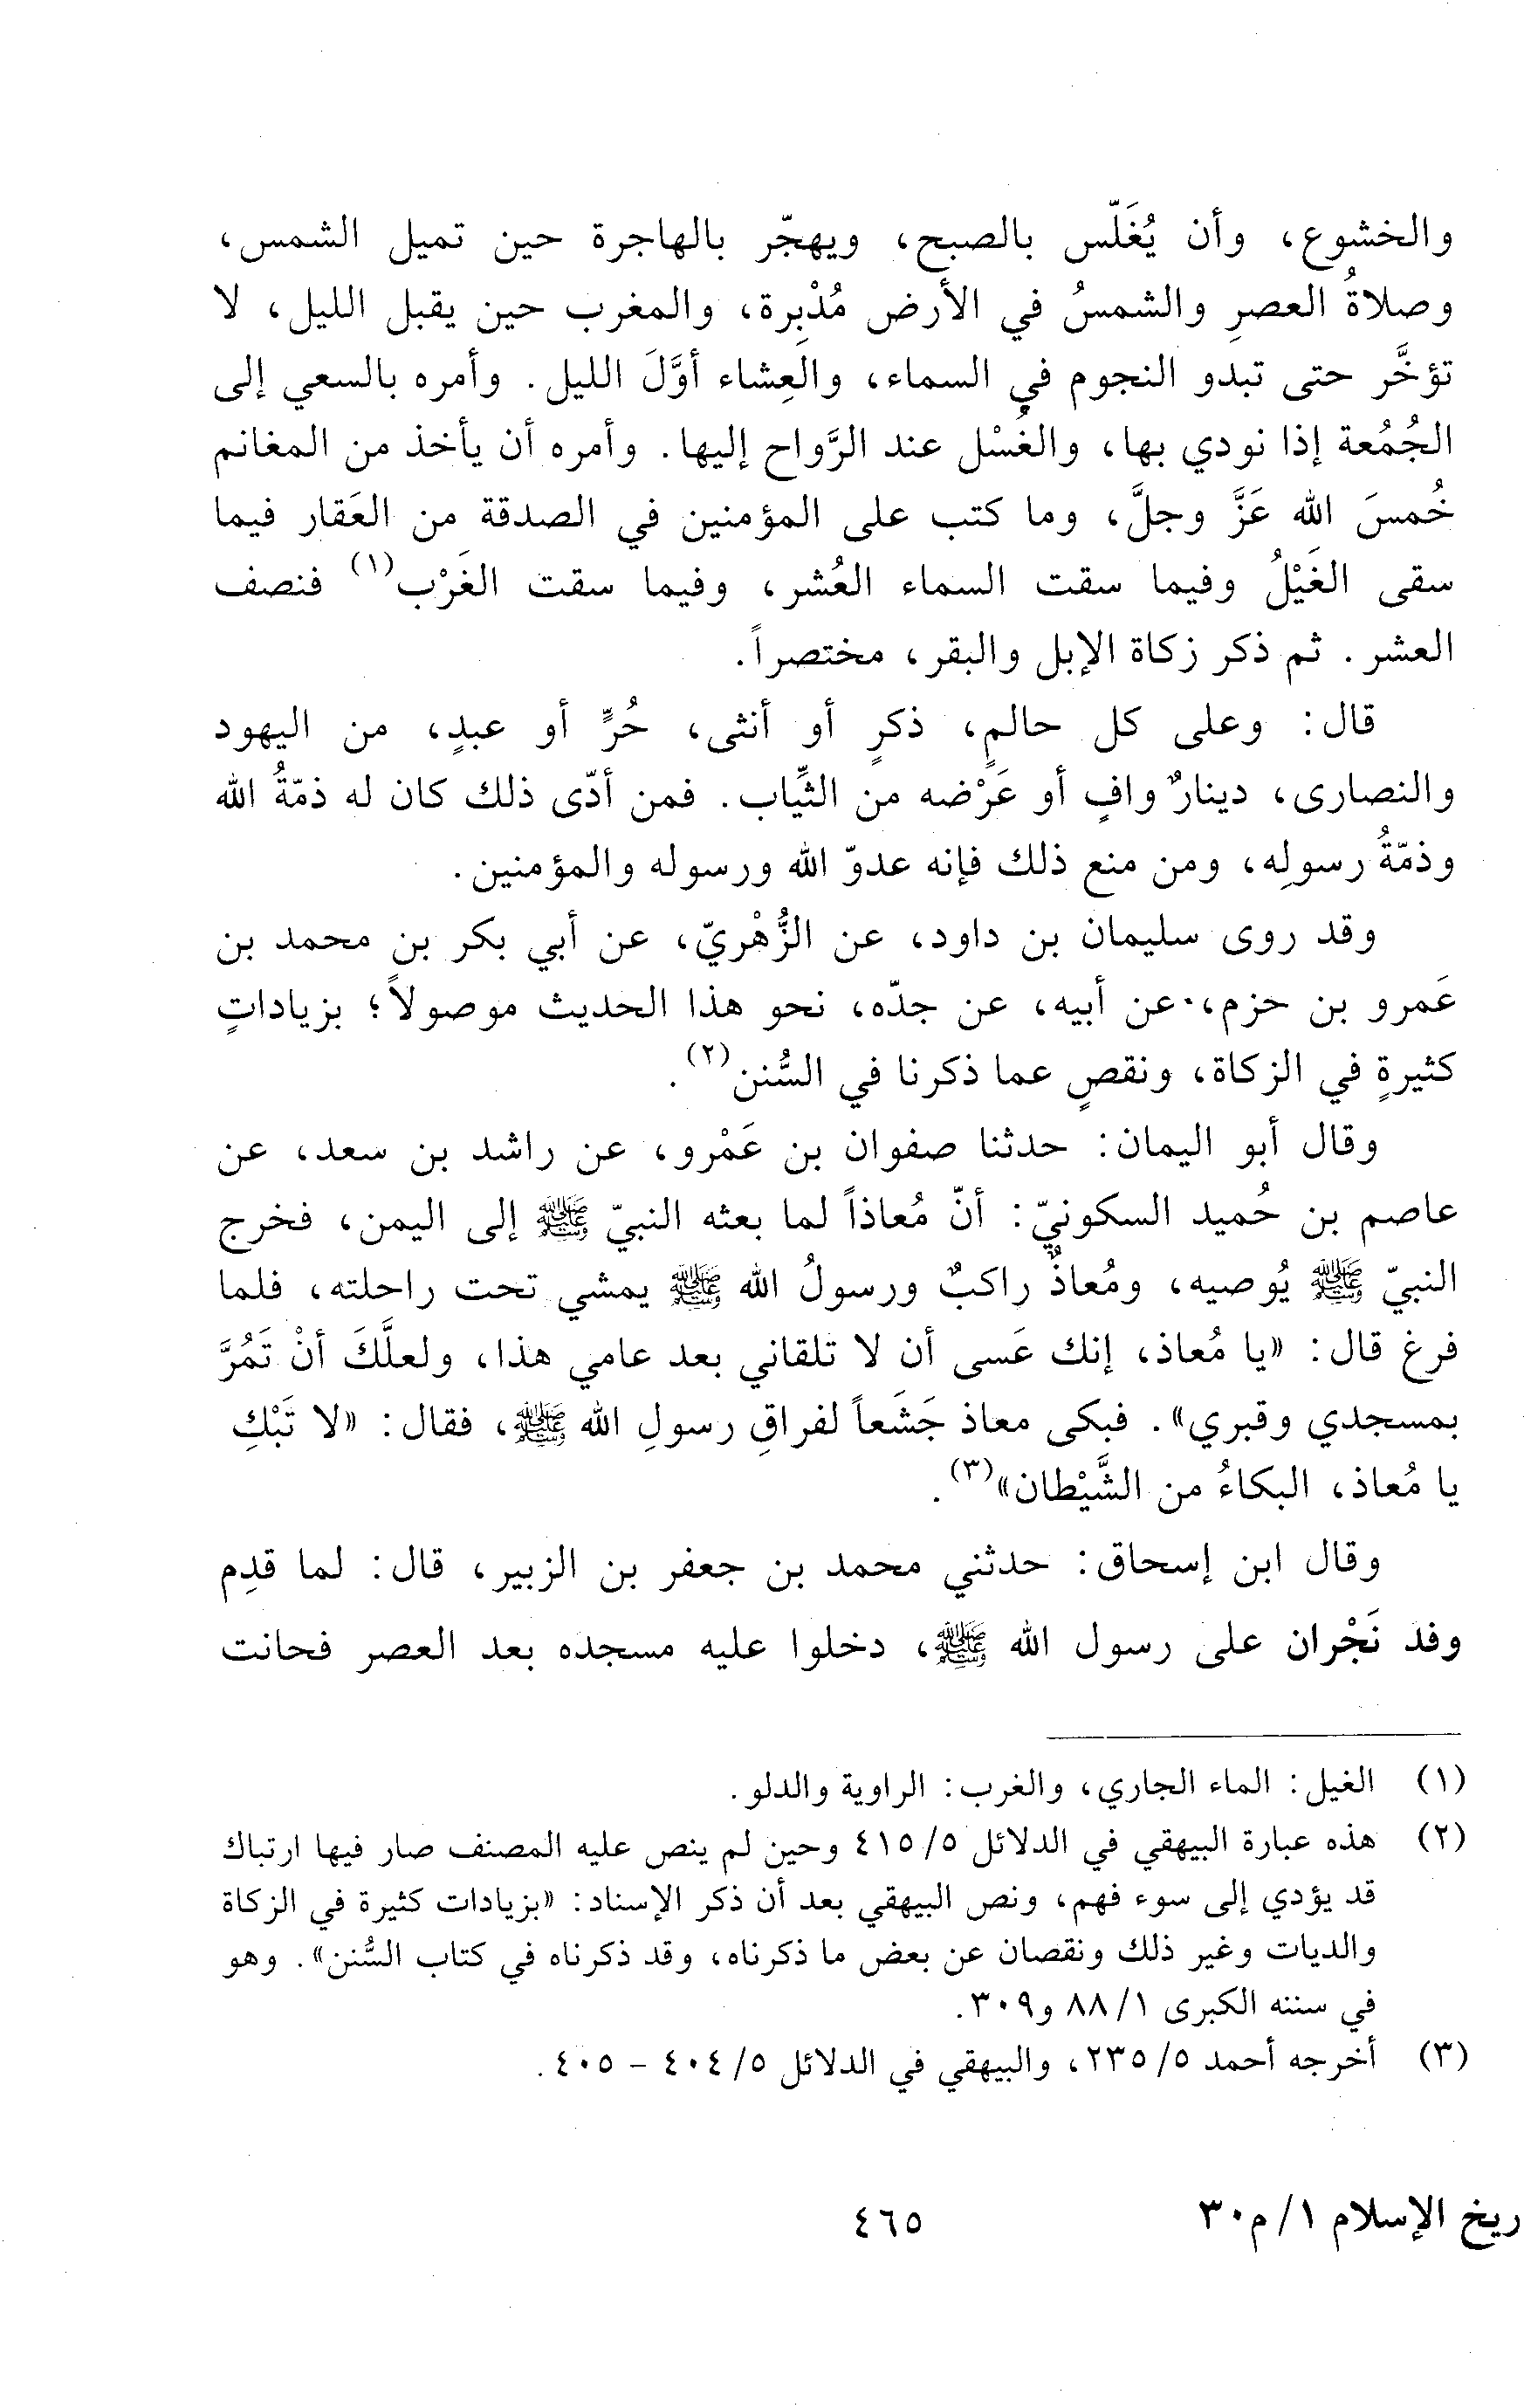 والخشوع، وأن يُغَلّس بالصبح، ويهجّر بالهاجرة حين تميل الشمس،
وصلاةُ العصرِ والشمسُ في الأرض مُدْبِرة، والمغرب حين يقبل الليل، لا
تؤخَّر حتى تبدو النجوم في السماء، والعِشاء أوَّلَ الليل. وأمره بالسعي إلى
الجُمُعة إذا نودي بها، والغُسْل عند الرَّواح إليها. وأمره أن يأخذ من المغانم
خُمسَ الله عَزَّ وجلَّ، وما كتب على المؤمنين في الصدقة من العَقار فيما
سقى الغَيْلُ وفيما سقت السماء العُشر، وفيما سقت الغَرْب(١) فنصف
العشر. ثم ذكر زكاة الإبل والبقر، مختصراً.
قال: وعلى كل حالمٍ، ذكرٍ أو أنثى، حُرٍّ أو عبدٍ، من اليهود
والنصارى، دينارٌ وافٍ أو عَرْضه من الثِّياب. فمن أدّى ذلك كان له ذمّةُ الله
وذمّةُ رسولِه، ومن منع ذلك فإنه عدوّ الله ورسوله والمؤمنين.
وقد روى سليمان بن داود، عن الزُّهْريّ، عن أبي بكر بن محمد بن
عَمرو بن حزم، عن أبيه، عن جدّه، نحو هذا الحديث موصولاً؛ بزياداتٍ
كثيرةٍ في الزكاة، ونقصٍ عما ذكرنا في السُّنن(٢).
وقال أبو اليمان: حدثنا صفوان بن عَمْرو، عن راشد بن سعد، عن
عاصم بن حُميد السكونيّ: أنّ مُعاذاً لما بعثه النبيّ ﷺ إلى اليمن، فخرج
النبيّ ﷺ يُوصيه، ومُعاذٌ راكبٌ ورسولُ الله ﷺ يمشي تحت راحلته، فلما
فرغ قال: «يا مُعاذ، إنك عَسى أن لا تلقاني بعد عامي هذا، ولعلَّكَ أنْ تَمُرَّ
بمسجدي وقبري». فبكى معاذ جَشَعاً لفراقِ رسولِ الله ﷺ، فقال: «لا تَبْكِ
يا مُعاذ، البكاءُ من الشَّيْطان»(٣).
وقال ابن إسحاق: حدثني محمد بن جعفر بن الزبير، قال: لما قدِم
وفد نَجْران على رسول الله ﷺ، دخلوا عليه مسجده بعد العصر فحانت
(١) الغيل: الماء الجاري، والغرب: الراوية والدلو.
(٢) هذه عبارة البيهقي في الدلائل ٥/ ٤١٥ وحين لم ينص عليه المصنف صار فيها ارتباك
قد يؤدي إلى سوء فهم، ونص البيهقي بعد أن ذكر الإسناد: «بزيادات كثيرة في الزكاة
والديات وغير ذلك ونقصان عن بعض ما ذكرناه، وقد ذكرناه في كتاب السُّنن». وهو
في سننه الكبرى ١/ ٨٨ و٣٠٩.
(٣) أخرجه أحمد ٥/ ٢٣٥، والبيهقي في الدلائل ٥/ ٤٠٤ - ٤٠٥.
ريخ الإسلام ١/ م٣٠ ٤٦٥